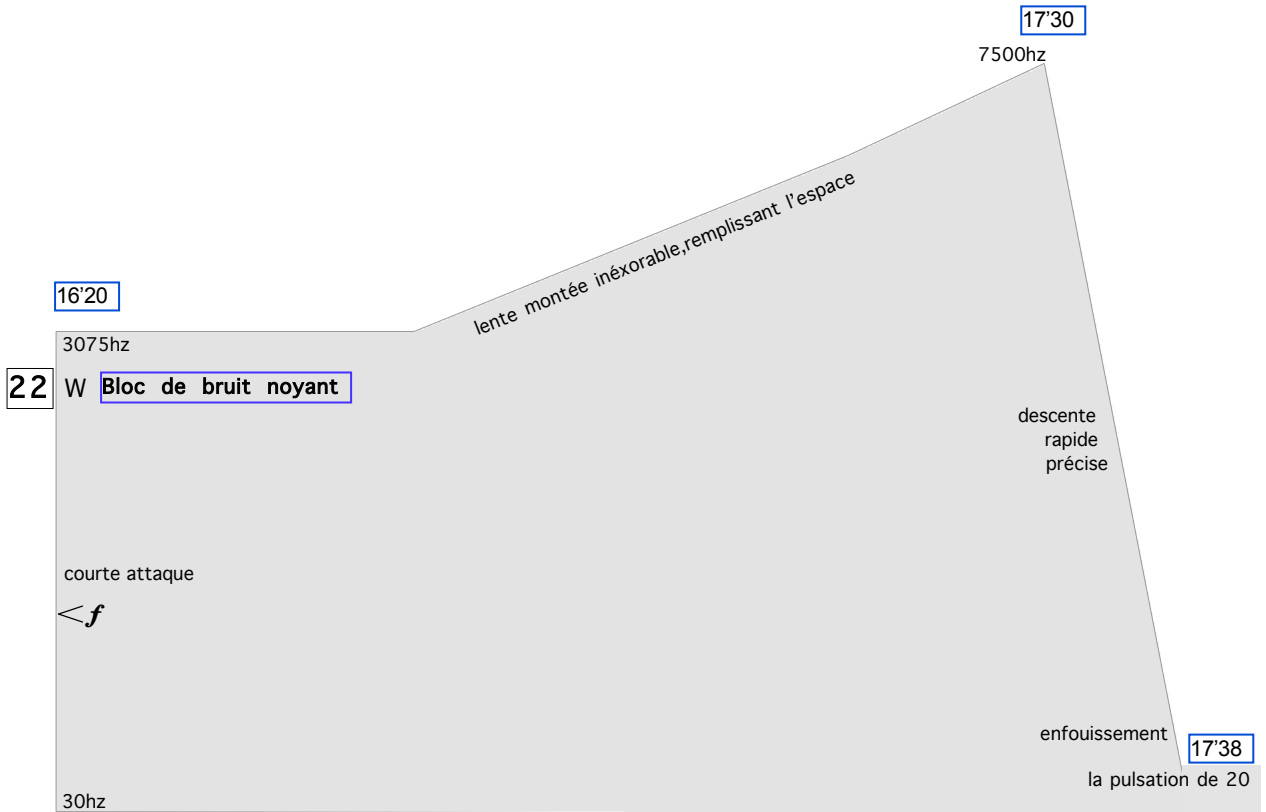 17’30
7500hz
lente montée inéxorable,remplissant l’espace
16’20
3075hz
22 W Bloc de bruit noyant
descente
rapide
précise
courte attaque
<f
enfouissement
17’38
la pulsation de 20
30hz